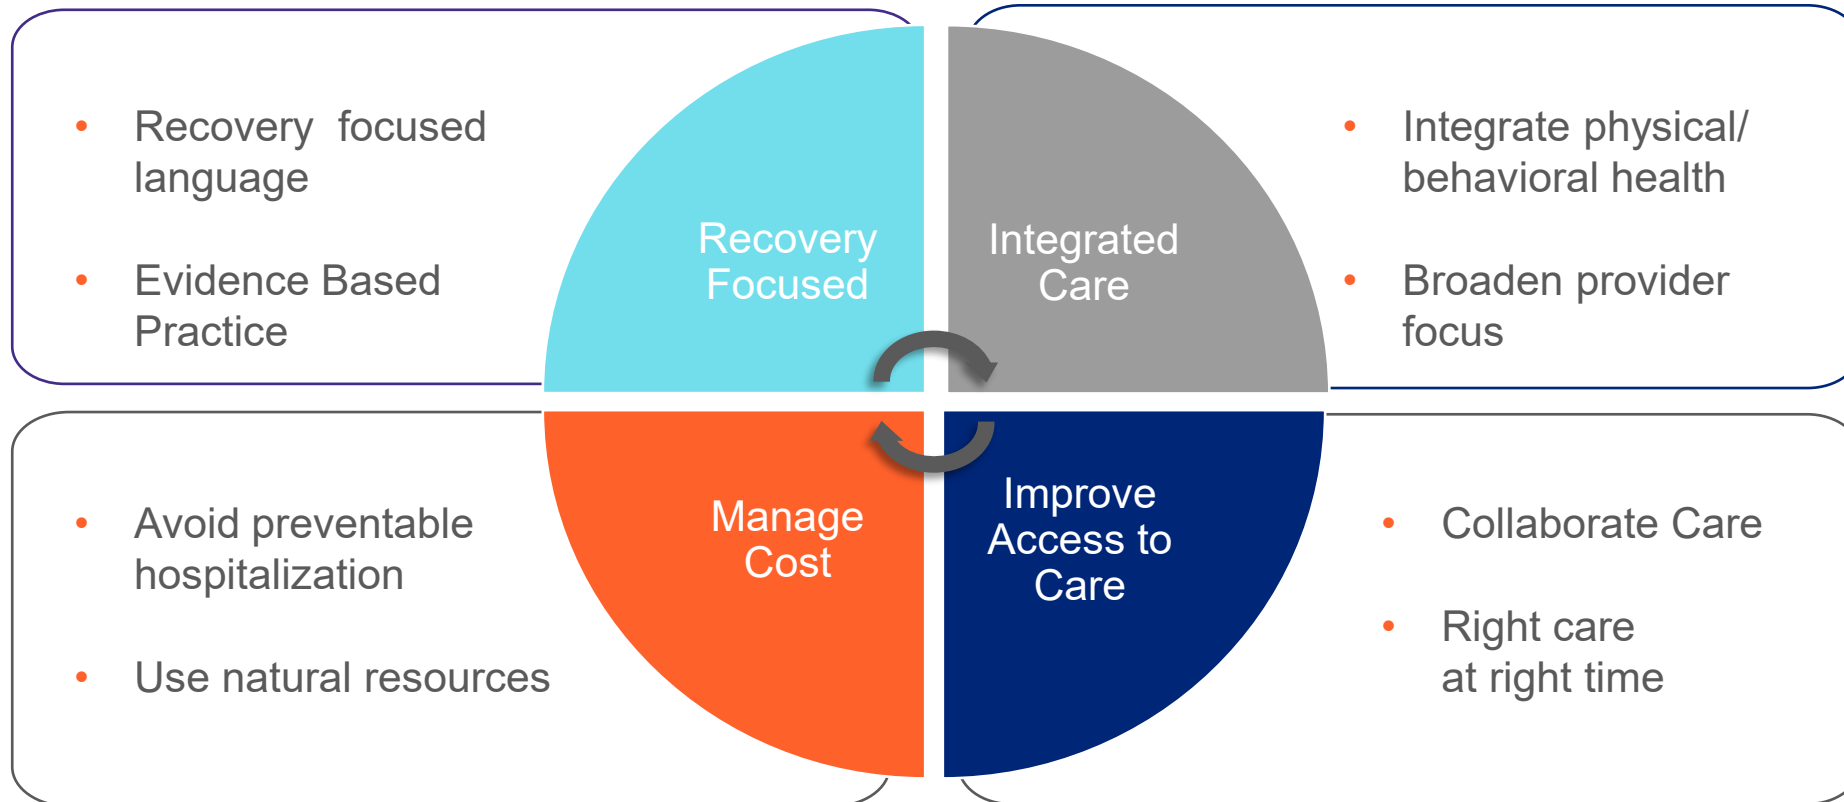 • Recovery  focused
language
• Evidence Based
Practice
Recovery
Focused
Integrated
Care
• Integrate physical/
behavioral health
• Broaden provider
focus
• Avoid preventable
hospitalization
• Use natural resources
Manage
Cost
Improve
Access to
Care
• Collaborate Care
• Right care
at right time